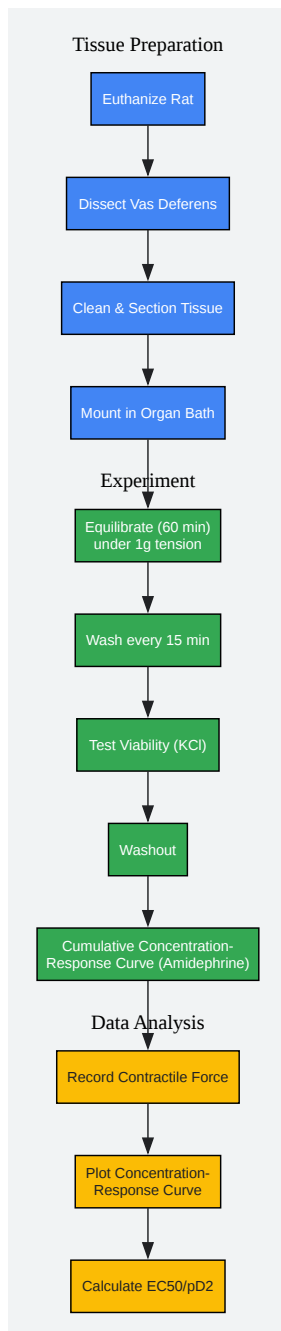 Tissue Preparation
Euthanize Rat
Dissect Vas Deferens
Clean & Section Tissue
Mount in Organ Bath
Experiment
Equilibrate (60 min)
under 1g tension
Wash every 15 min
Test Viability (KCl)
Washout
Cumulative Concentration-
Response Curve (Amidephrine)
Data Analysis
Record Contractile Force
Plot Concentration-
Response Curve
Calculate EC50/pD2